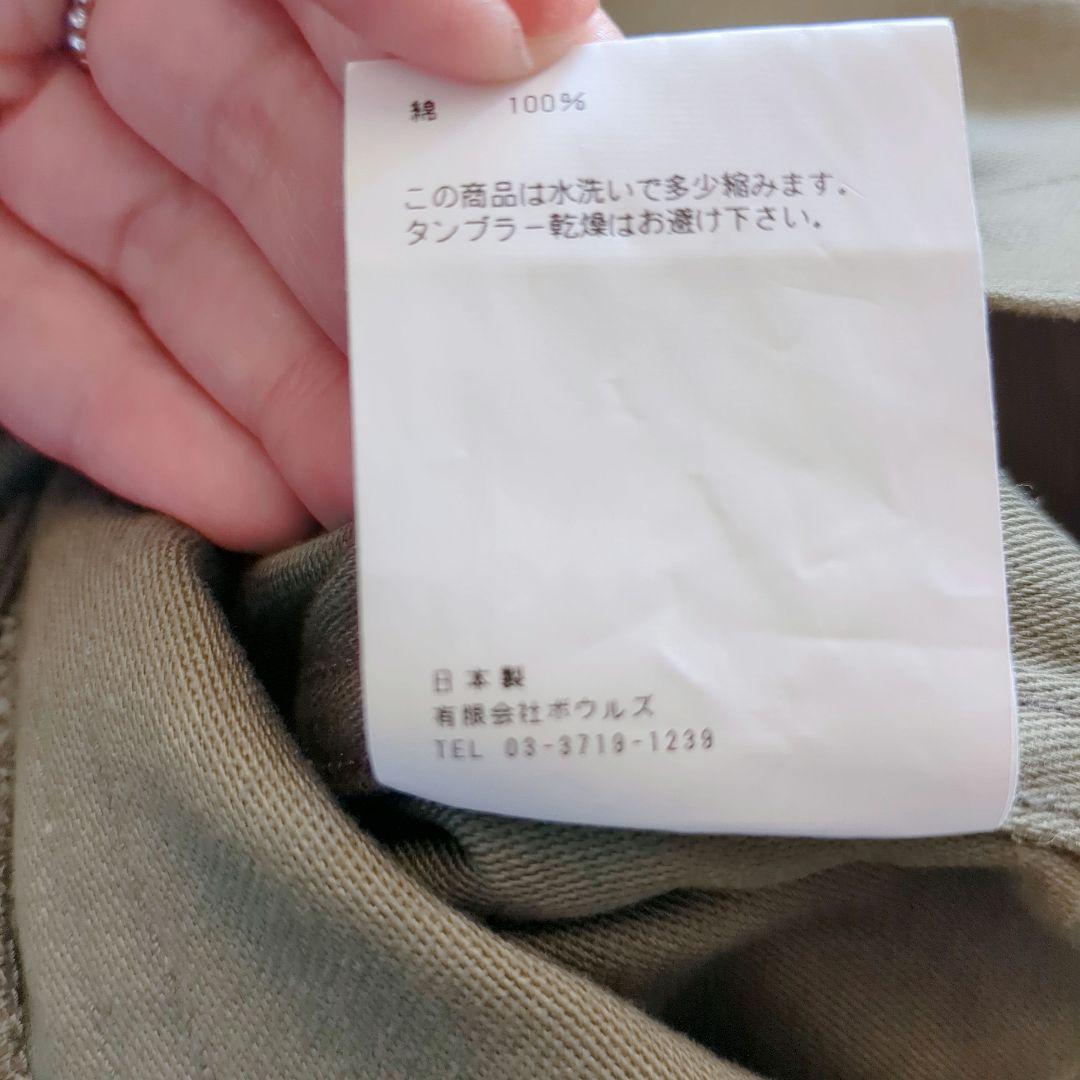 綿 100%
この商品は水洗いで多少縮みます.
タンブラー乾燥はお避け下さい.
日本製
有限会社ボウルズ
TEL 03-3719-1239